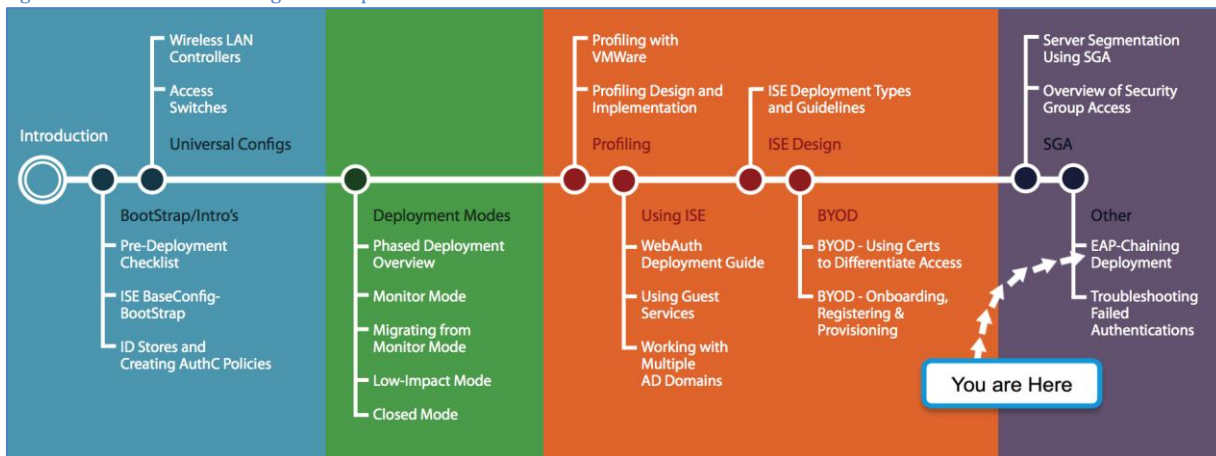 Wireless LAN
Controllers
Access
Switches
Introduction
Universal Configs
BootStrap/Intro's
Pre-Deployment
Checklist
ISE BaseConfig-
BootStrap
ID Stores and
Creating AuthC Policies
Deployment Modes
Phased Deployment
Overview
Monitor Mode
Migrating from
Monitor Mode
Low-Impact Mode
Closed Mode
Profiling with
VMWare
Profiling Design and
Implementation
Profiling
Using ISE
WebAuth
Deployment Guide
Using Guest
Services
Working with
Multiple
AD Domains
ISE Deployment Types
and Guidelines
ISE Design
BYOD
BYOD - Using Certs
to Differentiate Access
BYOD - Onboarding,
Registering &
Provisioning
Server Segmentation
Using SGA
Overview of Security
Group Access
SGA
Other
EAP-Chaining
Deployment
Troubleshooting
Failed
Authentications
You are Here